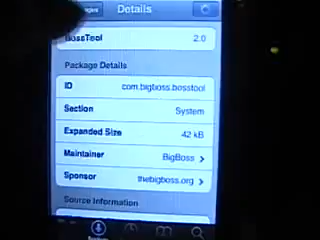 Details
BossTool 2.0
Package Details
ID com.bigboss.bosstool
Section System
Expanded Size 42 kB
Maintainer BigBoss
Sponsor thebigboss.org
Source Information